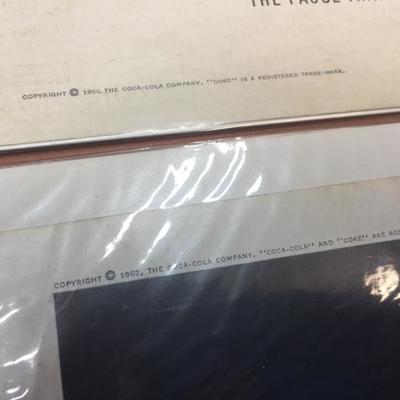 THE PAUSE THAT
COPYRIGHT © 1960 THE COCA-COLA COMPANY. "COKE" IS A REGISTERED TRADE-MARK.
COPYRIGHT © 1962, THE COCA-COLA COMPANY. "COCA-COLA" AND "COKE" ARE REG